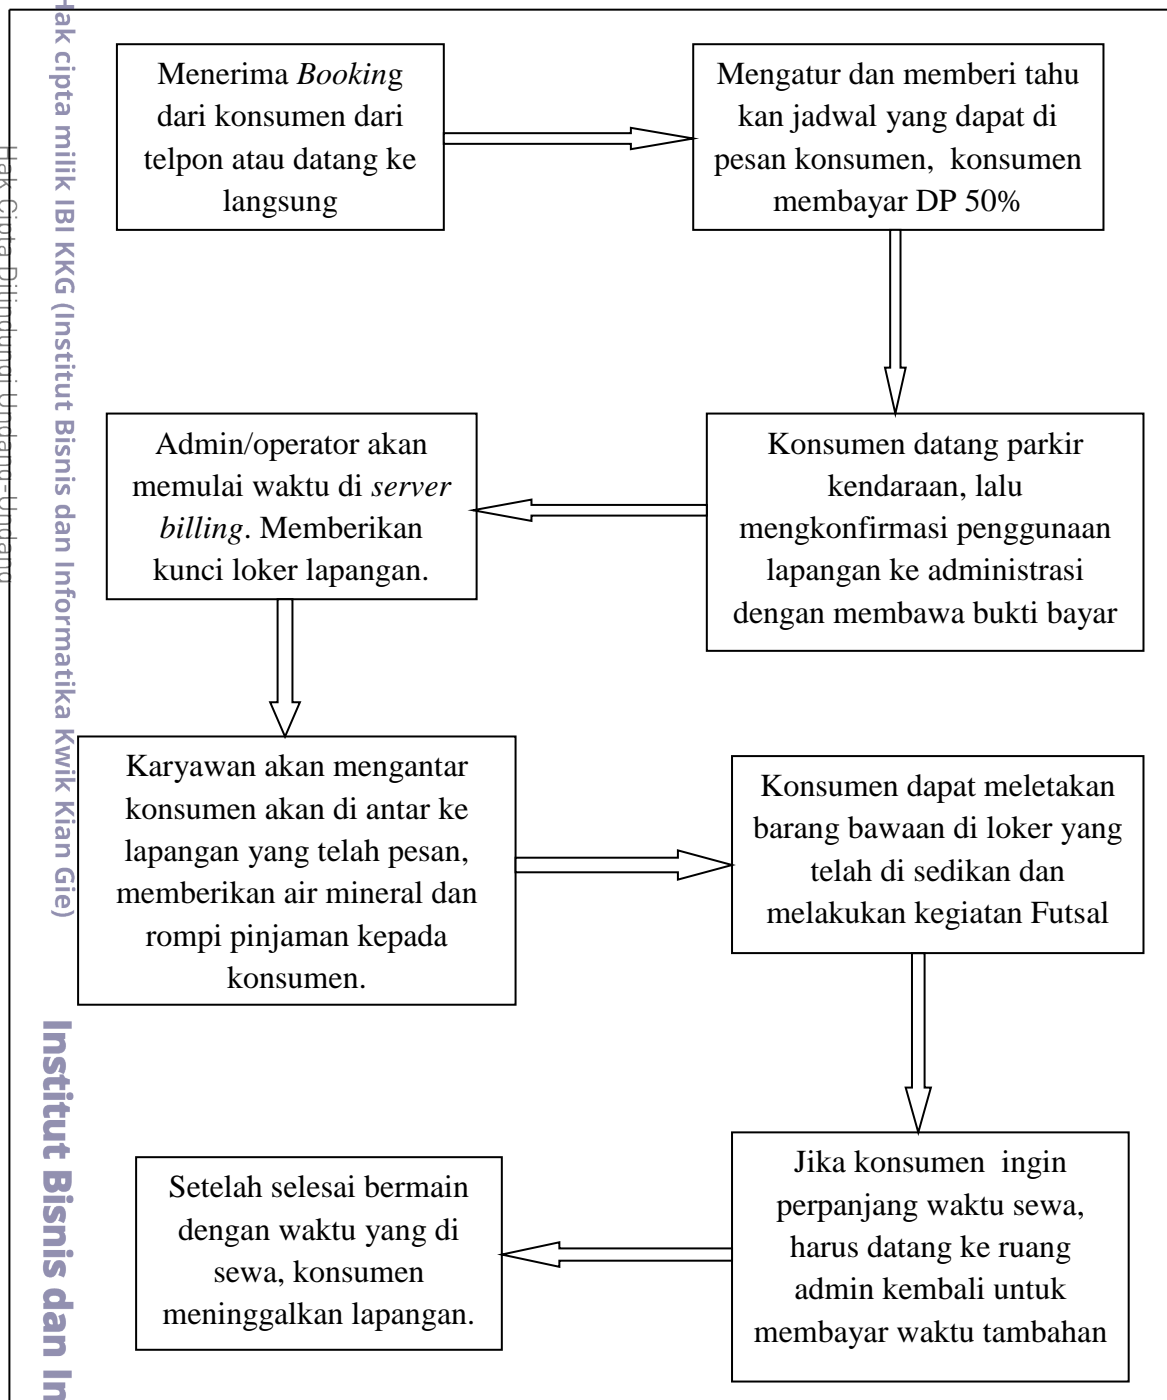 Menerima Booking
dari konsumen dari
telpon atau datang ke
langsung
Mengatur dan memberi tahu
kan jadwal yang dapat di
pesan konsumen, konsumen
membayar DP 50%
Konsumen datang parkir
kendaraan, lalu
mengkonfirmasi penggunaan
lapangan ke administrasi
dengan membawa bukti bayar
Admin/operator akan
memulai waktu di server
billing. Memberikan
kunci loker lapangan.
Karyawan akan mengantar
konsumen akan di antar ke
lapangan yang telah pesan,
memberikan air mineral dan
rompi pinjaman kepada
konsumen.
Konsumen dapat meletakan
barang bawaan di loker yang
telah di sedikan dan
melakukan kegiatan Futsal
Jika konsumen ingin
perpanjang waktu sewa,
harus datang ke ruang
admin kembali untuk
membayar waktu tambahan
Setelah selesai bermain
dengan waktu yang di
sewa, konsumen
meninggalkan lapangan.
Hak cipta milik IBI KKG (Institut Bisnis dan Informatika Kwik Kian Gie)
Hak Cipta Dilindungi Undang-Undang
Institut Bisnis dan In